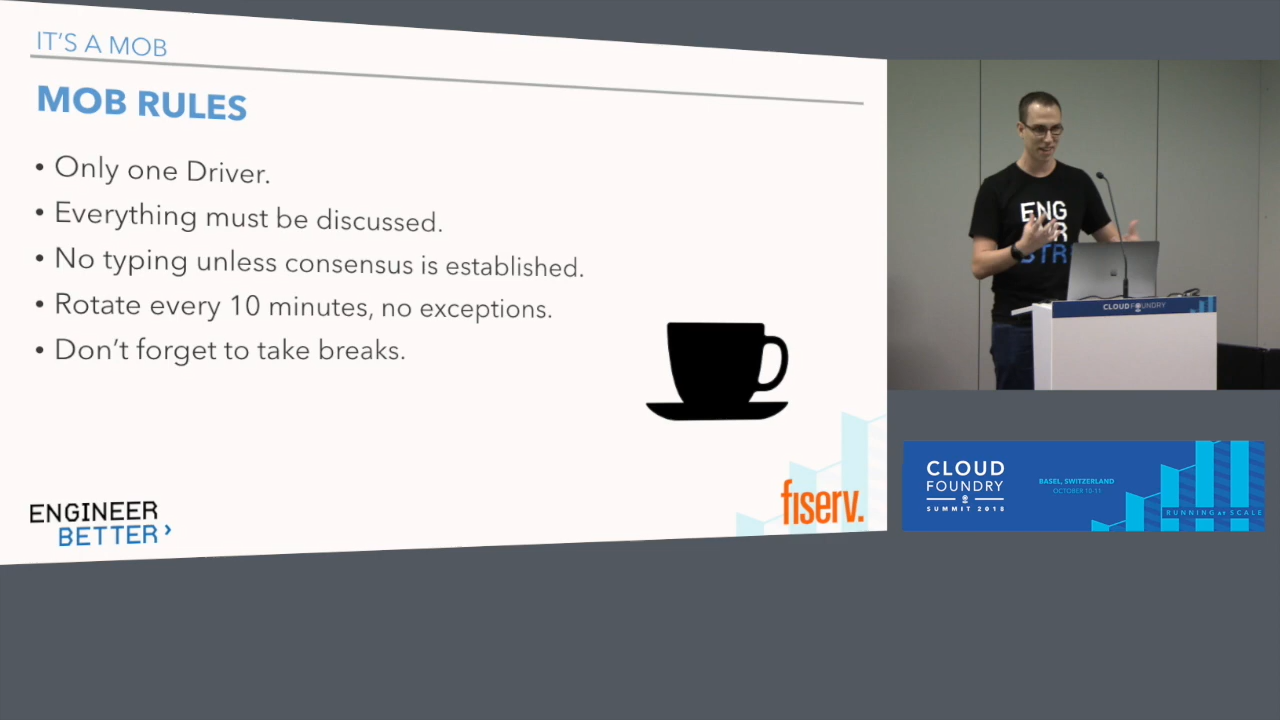 IT'S A MOB
MOB RULES
• Only one Driver.
• Everything must be discussed.
• No typing unless consensus is established.
• Rotate every 10 minutes, no exceptions.
• Don't forget to take breaks.
ENGINEER
BETTER
fiserv.
ENG
CLOUD FOUNDRY
CLOUD
FOUNDRY
SUMMIT 2018
BASEL, SWITZERLAND
OCTOBER 10-11
RUNNING at SCALE